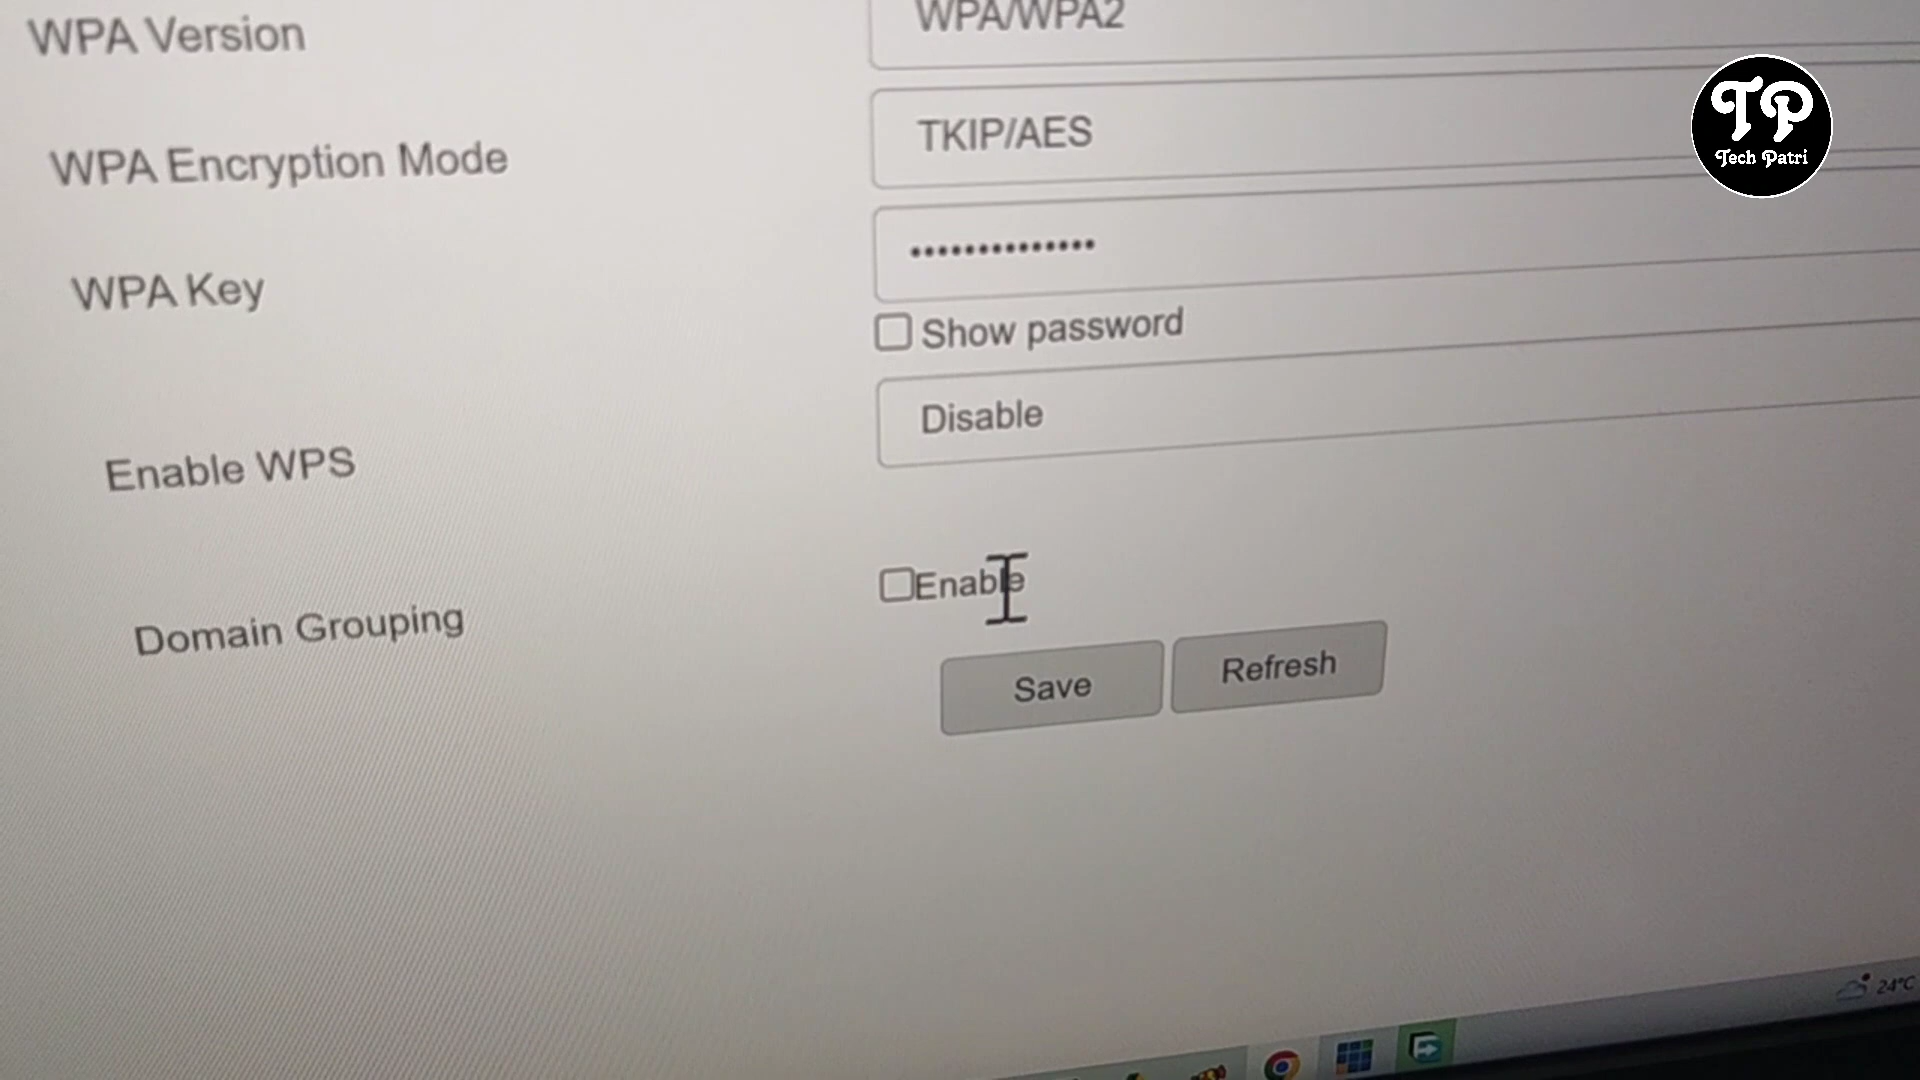 WPA Version
WPA/WPA2
WPA Encryption Mode
TKIP/AES
WPA Key
••••••••••••••
Show password
Enable WPS
Disable
Domain Grouping
Enable
Save
Refresh
TP
Tech Patri
24°C